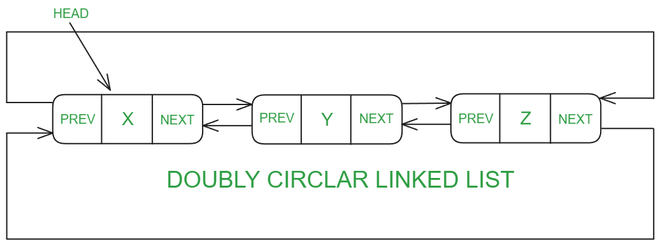 HEAD
PREV X NEXT PREV Y NEXT PREV Z NEXT
DOUBLY CIRCLAR LINKED LIST